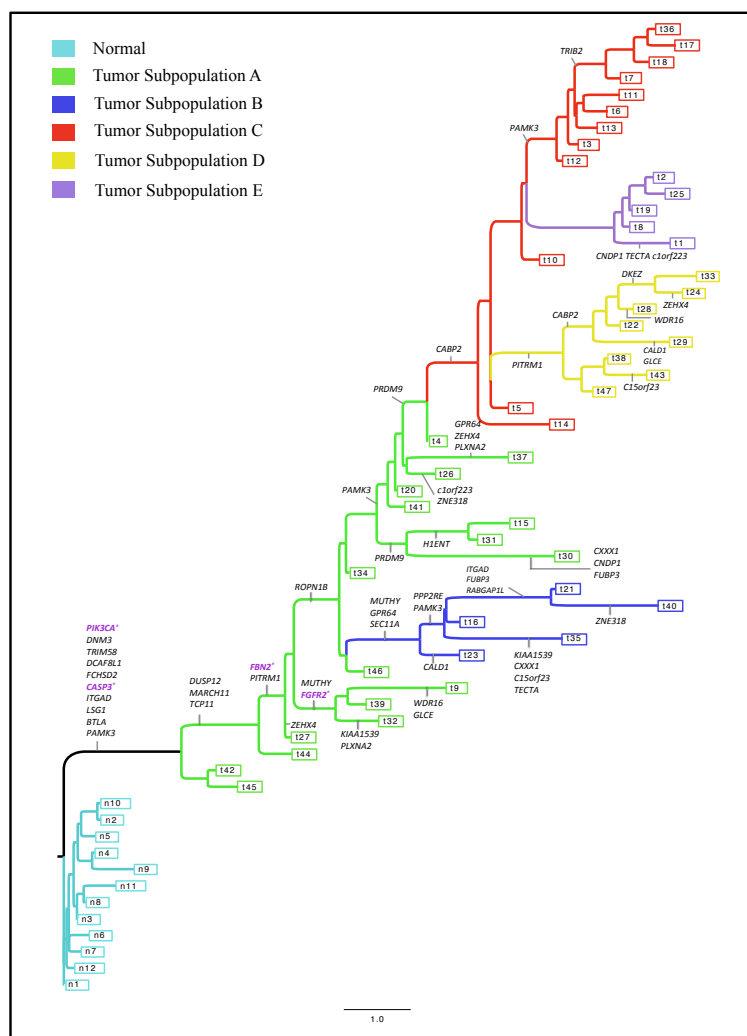 Normal
Tumor Subpopulation A
Tumor Subpopulation B
Tumor Subpopulation C
Tumor Subpopulation D
Tumor Subpopulation E
t36
t17
TRIB2
t18
t7
t11
t6
PAMK3
t13
t3
t12
t2
t25
t19
t8
t1
CNDP1 TECTA c1orf223
t10
DKEZ
t33
t24
ZEHX4
CABP2
t28
WDR16
t22
t29
CALD1
GLCE
CABP2
PITRM1
t38
t43
C15orf23
t47
PRDM9
t5
GPR64
ZEHX4
PLXNA2
t14
t4
t37
t26
PAMK3
t20
c1orf223
ZNE318
t41
t15
H1ENT
t31
PRDM9
t30
CXXX1
CNDP1
FUBP3
t34
ROPN1B
ITGAD
FUBP3
RABGAP1L
MUTHY
GPR64
SEC11A
PPP2RE
PAMK3
t21
t40
ZNE318
t16
t35
t23
CALD1
KIAA1539
CXXX1
C15orf23
TECTA
t46
PIK3CA*
DNM3
TRIM58
DCAF8L1
FCHSD2
CASP3*
ITGAD
LSG1
BTLA
PAMK3
FBN2*
PITRM1
DUSP12
MARCH11
TCP11
MUTHY
FGFR2*
t9
WDR16
GLCE
t39
t32
KIAA1539
PLXNA2
ZEHX4
t27
t44
t42
t45
n10
n2
n5
n4
n9
n11
n8
n3
n6
n7
n12
n1
1.0